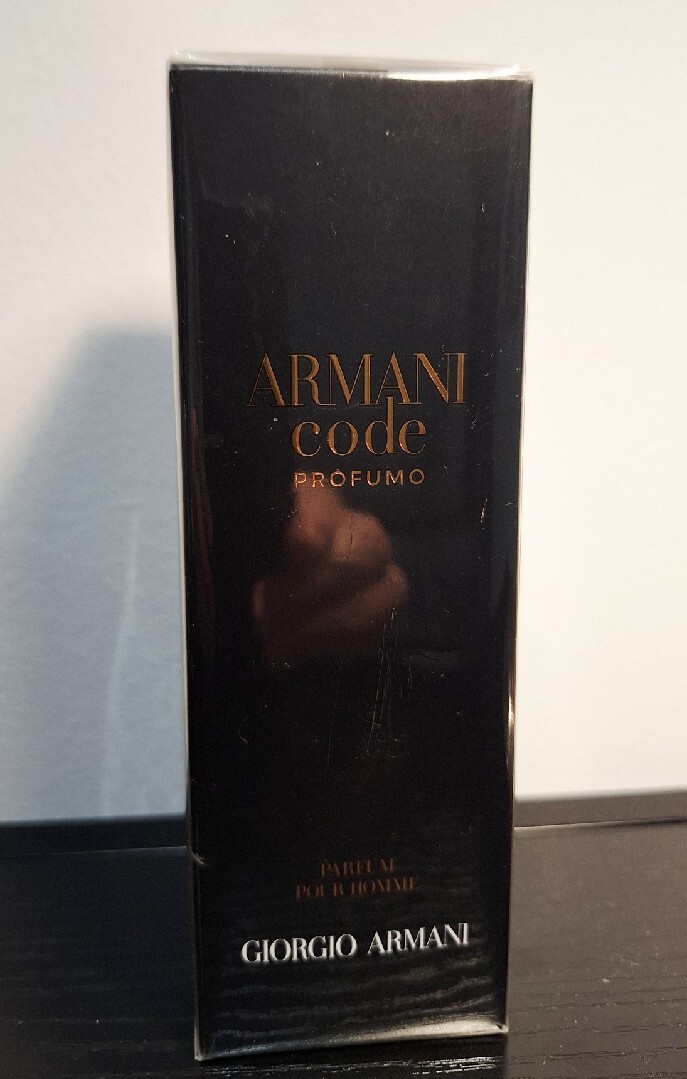 ARMANI
code
PROFUMO
PARFUM
POUR HOMME
GIORGIO ARMANI